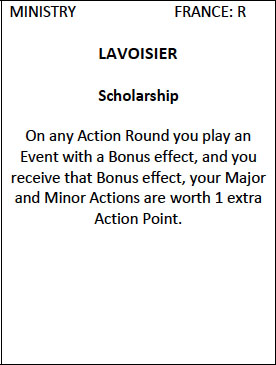 MINISTRY FRANCE: R
LAVOISIER
Scholarship
On any Action Round you play an
Event with a Bonus effect, and you
receive that Bonus effect, your Major
and Minor Actions are worth 1 extra
Action Point.